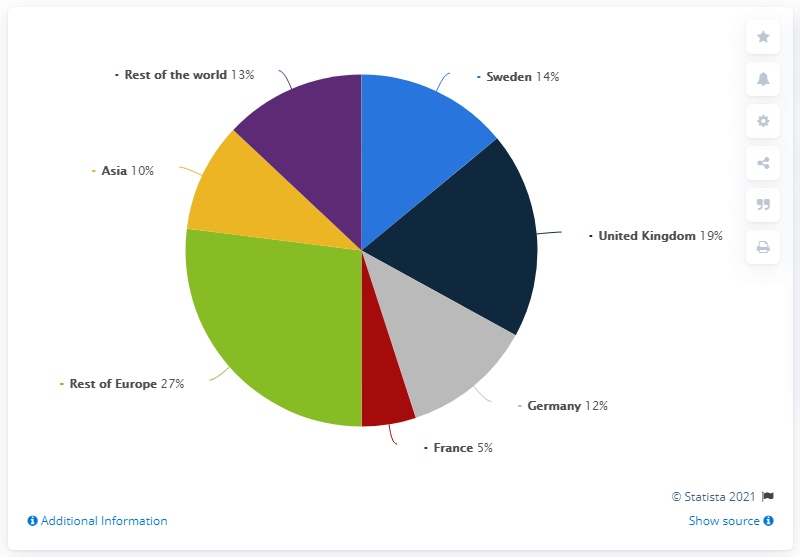 Rest of the world 13%
Sweden 14%
Asia 10%
United Kingdom 19%
Rest of Europe 27%
Germany 12%
France 5%
© Statista 2021
Additional Information
Show source